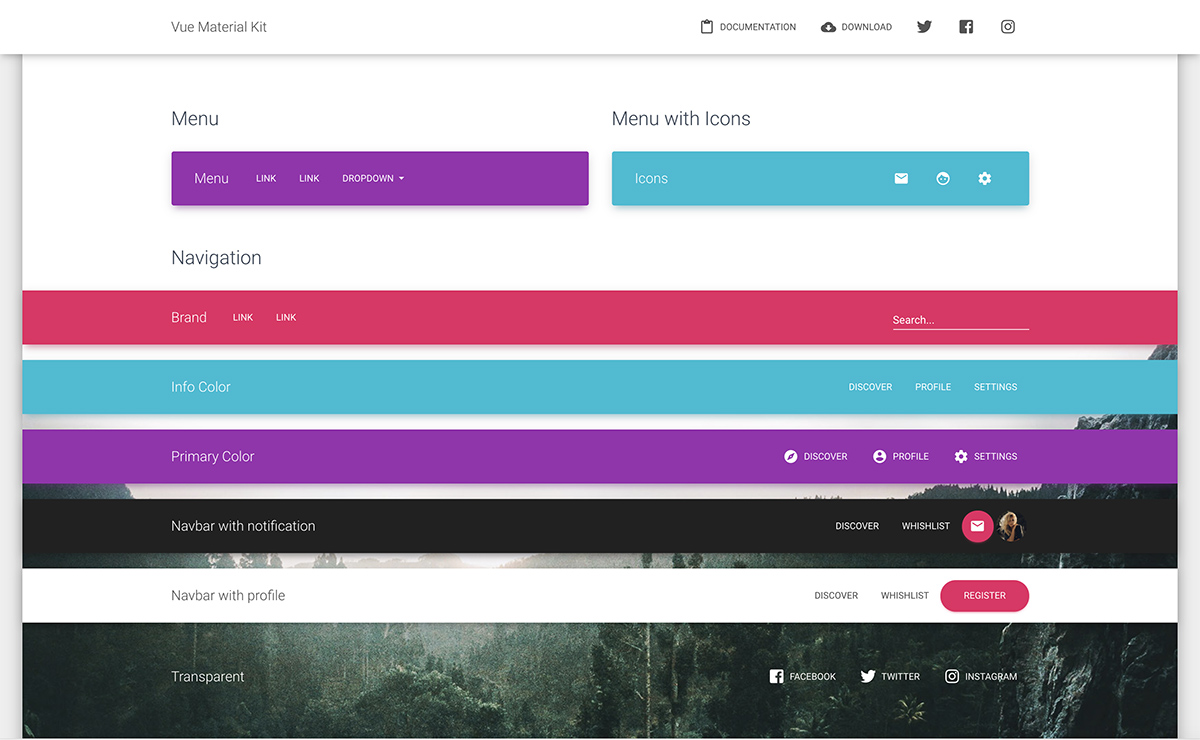 Vue Material Kit DOCUMENTATION DOWNLOAD
Menu Menu with Icons
Menu LINK LINK DROPDOWN Icons
Navigation
Brand LINK LINK Search...
Info Color DISCOVER PROFILE SETTINGS
Primary Color DISCOVER PROFILE SETTINGS
Navbar with notification DISCOVER WHISHLIST
Navbar with profile DISCOVER WHISHLIST REGISTER
Transparent FACEBOOK TWITTER INSTAGRAM